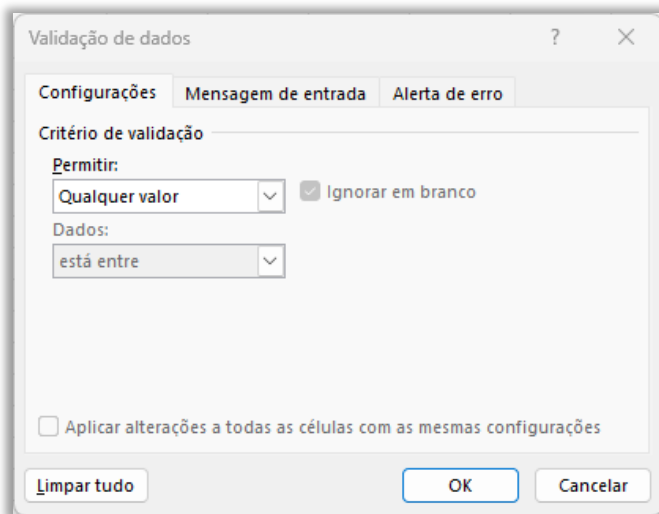 Validação de dados ?
Configurações Mensagem de entrada Alerta de erro
Critério de validação
Permitir:
Qualquer valor Ignorar em branco
Dados:
está entre
Aplicar alterações a todas as células com as mesmas configurações
Limpar tudo OK Cancelar